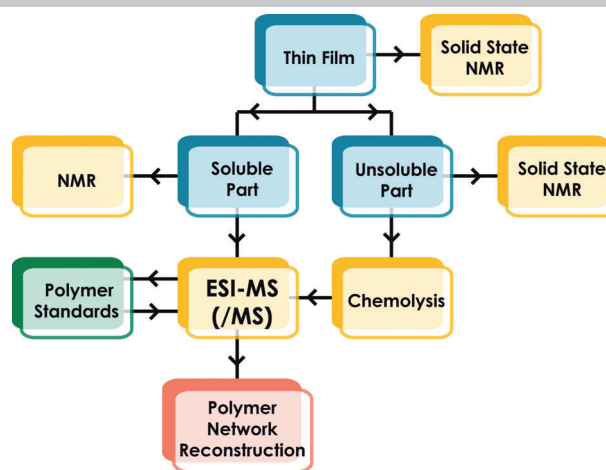 Thin Film
Solid State
NMR
NMR
Soluble
Part
Unsoluble
Part
Solid State
NMR
Polymer
Standards
ESI-MS
(/MS)
Chemolysis
Polymer
Network
Reconstruction